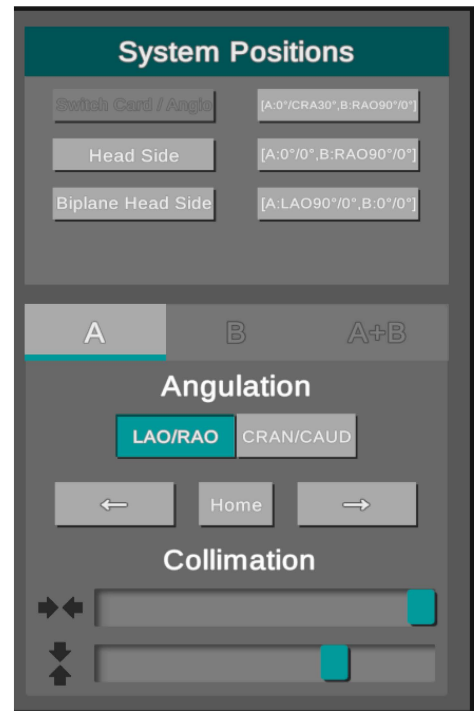 System Positions
Switch Card / Angio
[A:0°/CRA30°,B:RAO90°/0°]
Head Side
[A:0°/0°,B:RAO90°/0°]
Biplane Head Side
[A:LAO90°/0°,B:0°/0°]
A
B
A+B
Angulation
LAO/RAO
CRAN/CAUD
←
Home
→
Collimation